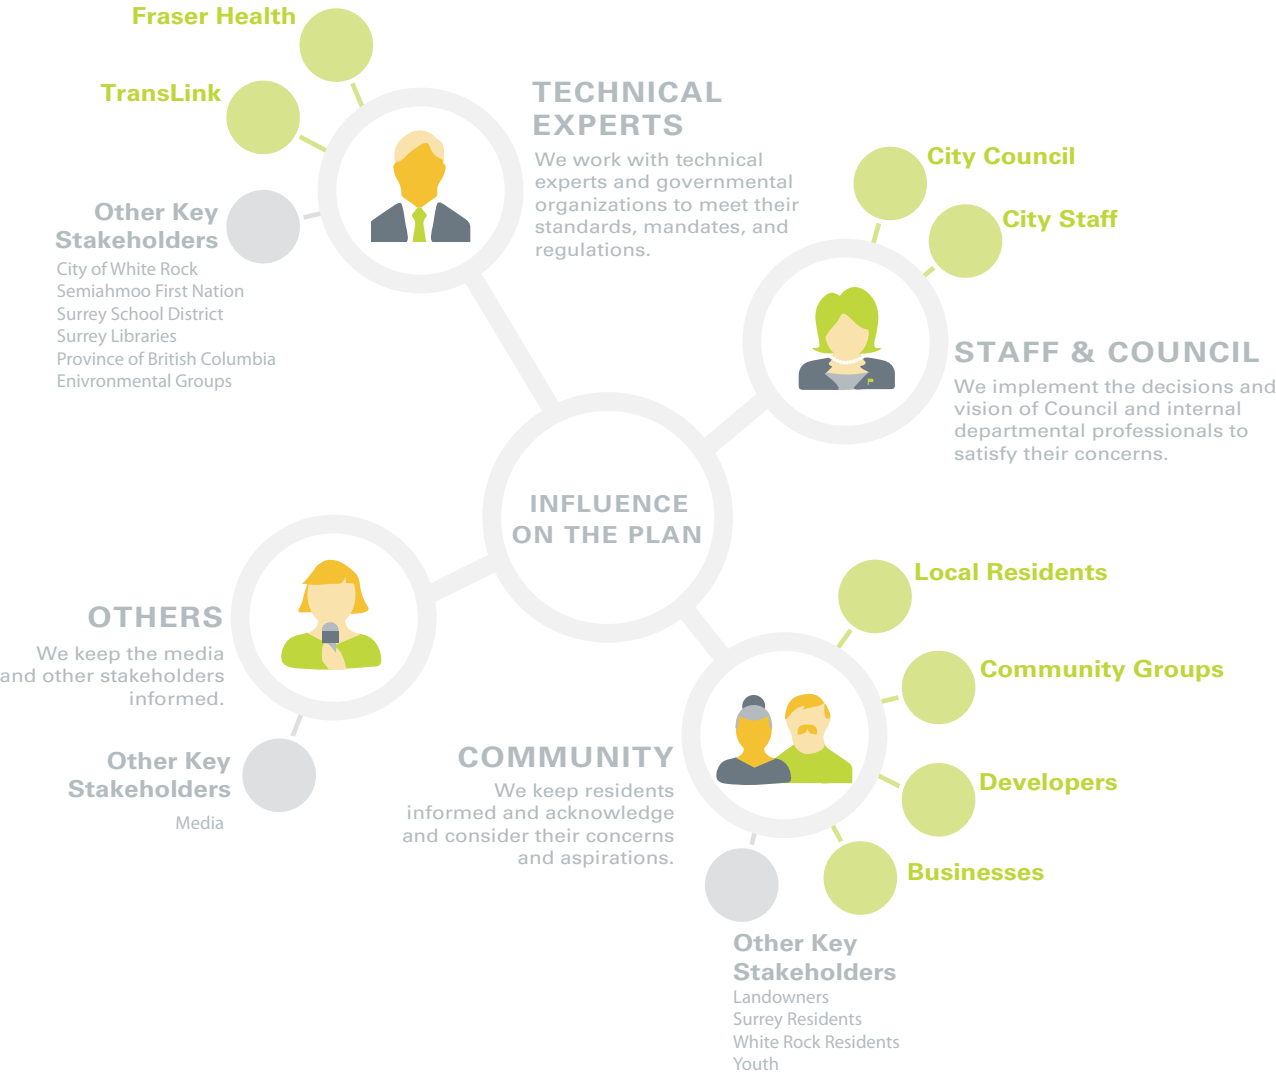 Fraser Health
TransLink
Other Key
Stakeholders
City of White Rock
Semiahmoo First Nation
Surrey School District
Surrey Libraries
Province of British Columbia
Enivronmental Groups
TECHNICAL
EXPERTS
We work with technical
experts and governmental
organizations to meet their
standards, mandates, and
regulations.
City Council
City Staff
STAFF & COUNCIL
We implement the decisions and
vision of Council and internal
departmental professionals to
satisfy their concerns.
INFLUENCE
ON THE PLAN
OTHERS
We keep the media
and other stakeholders
informed.
Other Key
Stakeholders
Media
COMMUNITY
We keep residents
informed and acknowledge
and consider their concerns
and aspirations.
Local Residents
Community Groups
Developers
Businesses
Other Key
Stakeholders
Landowners
Surrey Residents
White Rock Residents
Youth